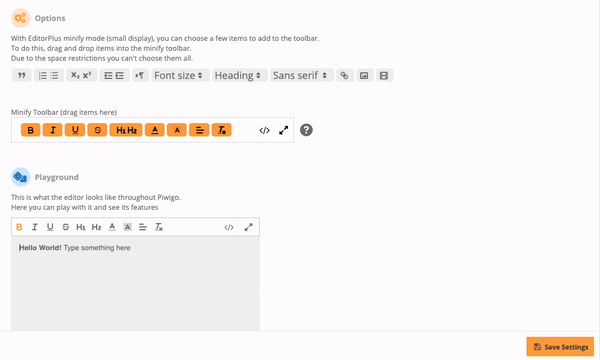 Options
With EditorPlus minify mode (small display), you can choose a few items to add to the toolbar.
To do this, drag and drop items into the minify toolbar.
Due to the space restrictions you can't choose them all.
X₂ X² Font size Heading Sans serif
Minify Toolbar (drag items here)
B I U S H1 H2 A A Tx </> ?
Playground
This is what the editor looks like throughout Piwigo.
Here you can play with it and see its features
B I U S H1 H2 A A Tx </>
Hello World! Type something here
Save Settings